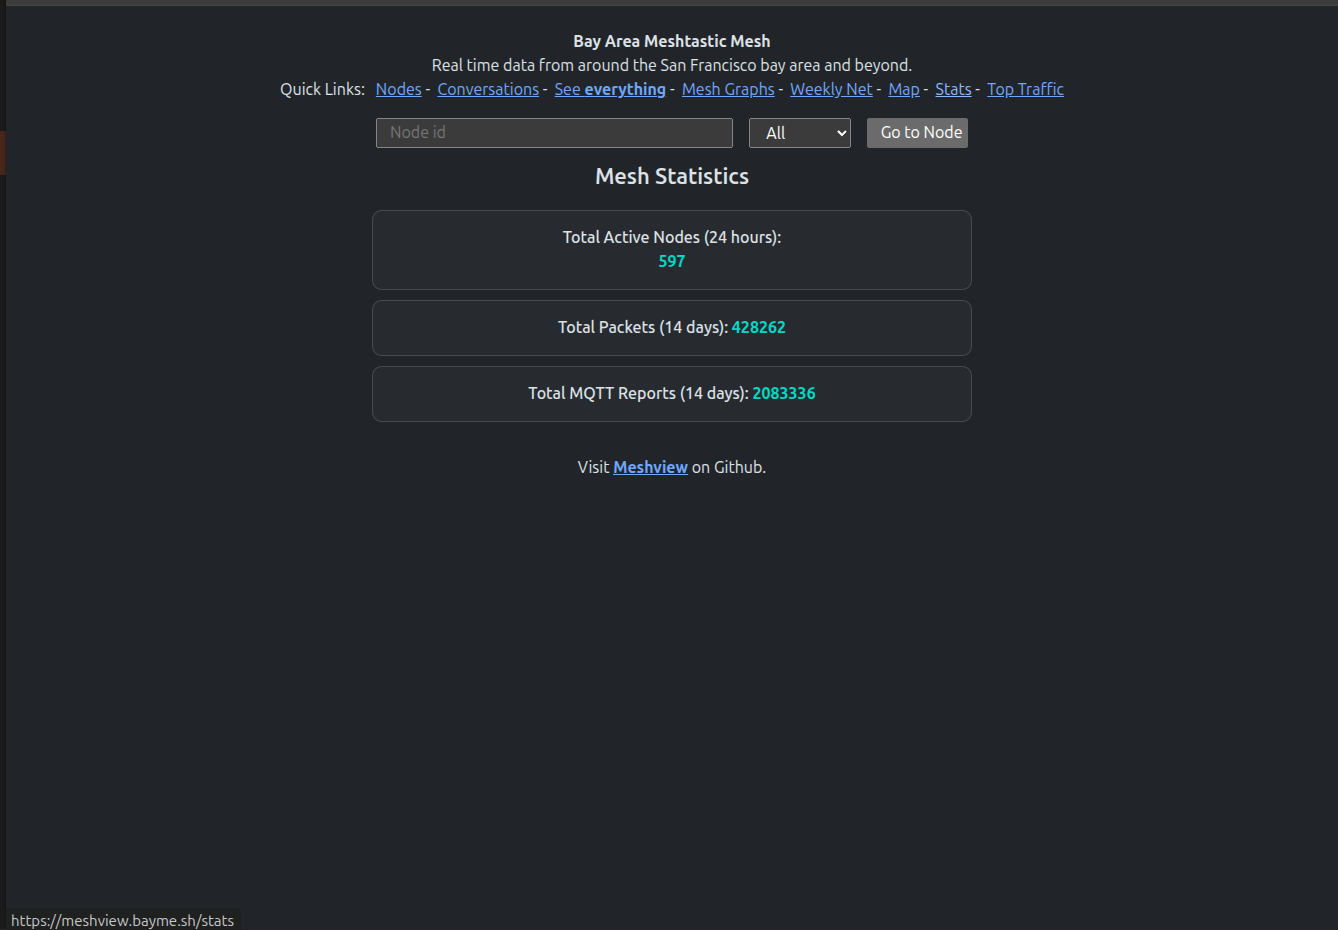 Bay Area Meshtastic Mesh
Real time data from around the San Francisco bay area and beyond.
Quick Links: Nodes - Conversations - See everything - Mesh Graphs - Weekly Net - Map - Stats - Top Traffic
Node id All Go to Node
Mesh Statistics
Total Active Nodes (24 hours):
597
Total Packets (14 days): 428262
Total MQTT Reports (14 days): 2083336
Visit Meshview on Github.
https://meshview.bayme.sh/stats